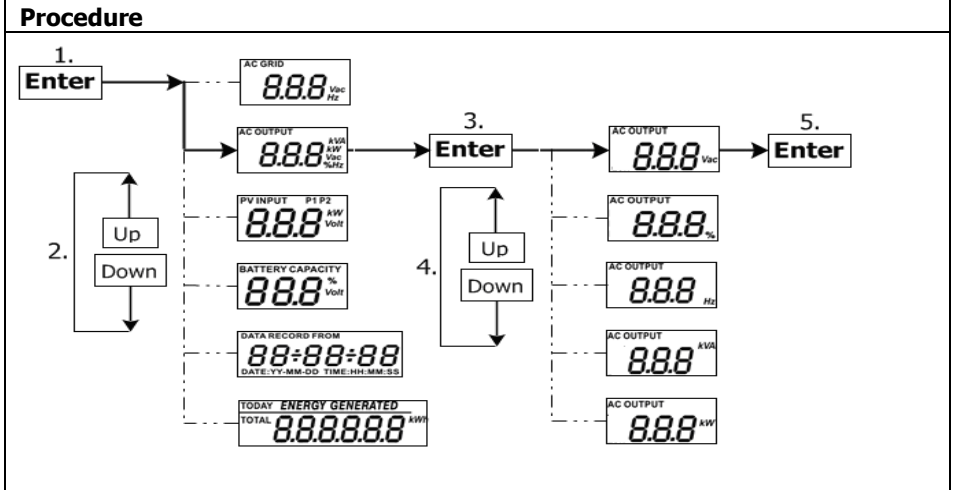 Procedure
1.
Enter
AC GRID
8.8.8 Vac
Hz
AC OUTPUT
8.8.8 kVA
kW
Vac
%Hz
2.
Up
Down
PV INPUT P1 P2
8.8.8 kW
Volt
BATTERY CAPACITY
88.8 %
Volt
DATA RECORD FROM
88:88:88
DATE:YY-MM-DD TIME:HH:MM:SS
TODAY ENERGY GENERATED
TOTAL 8.8.8.8.8.8 kWh
3.
Enter
4.
Up
Down
AC OUTPUT
8.8.8 Vac
AC OUTPUT
8.8.8. %
AC OUTPUT
8.8.8 Hz
AC OUTPUT
8.8.8 kVA
AC OUTPUT
8.8.8 kW
5.
Enter